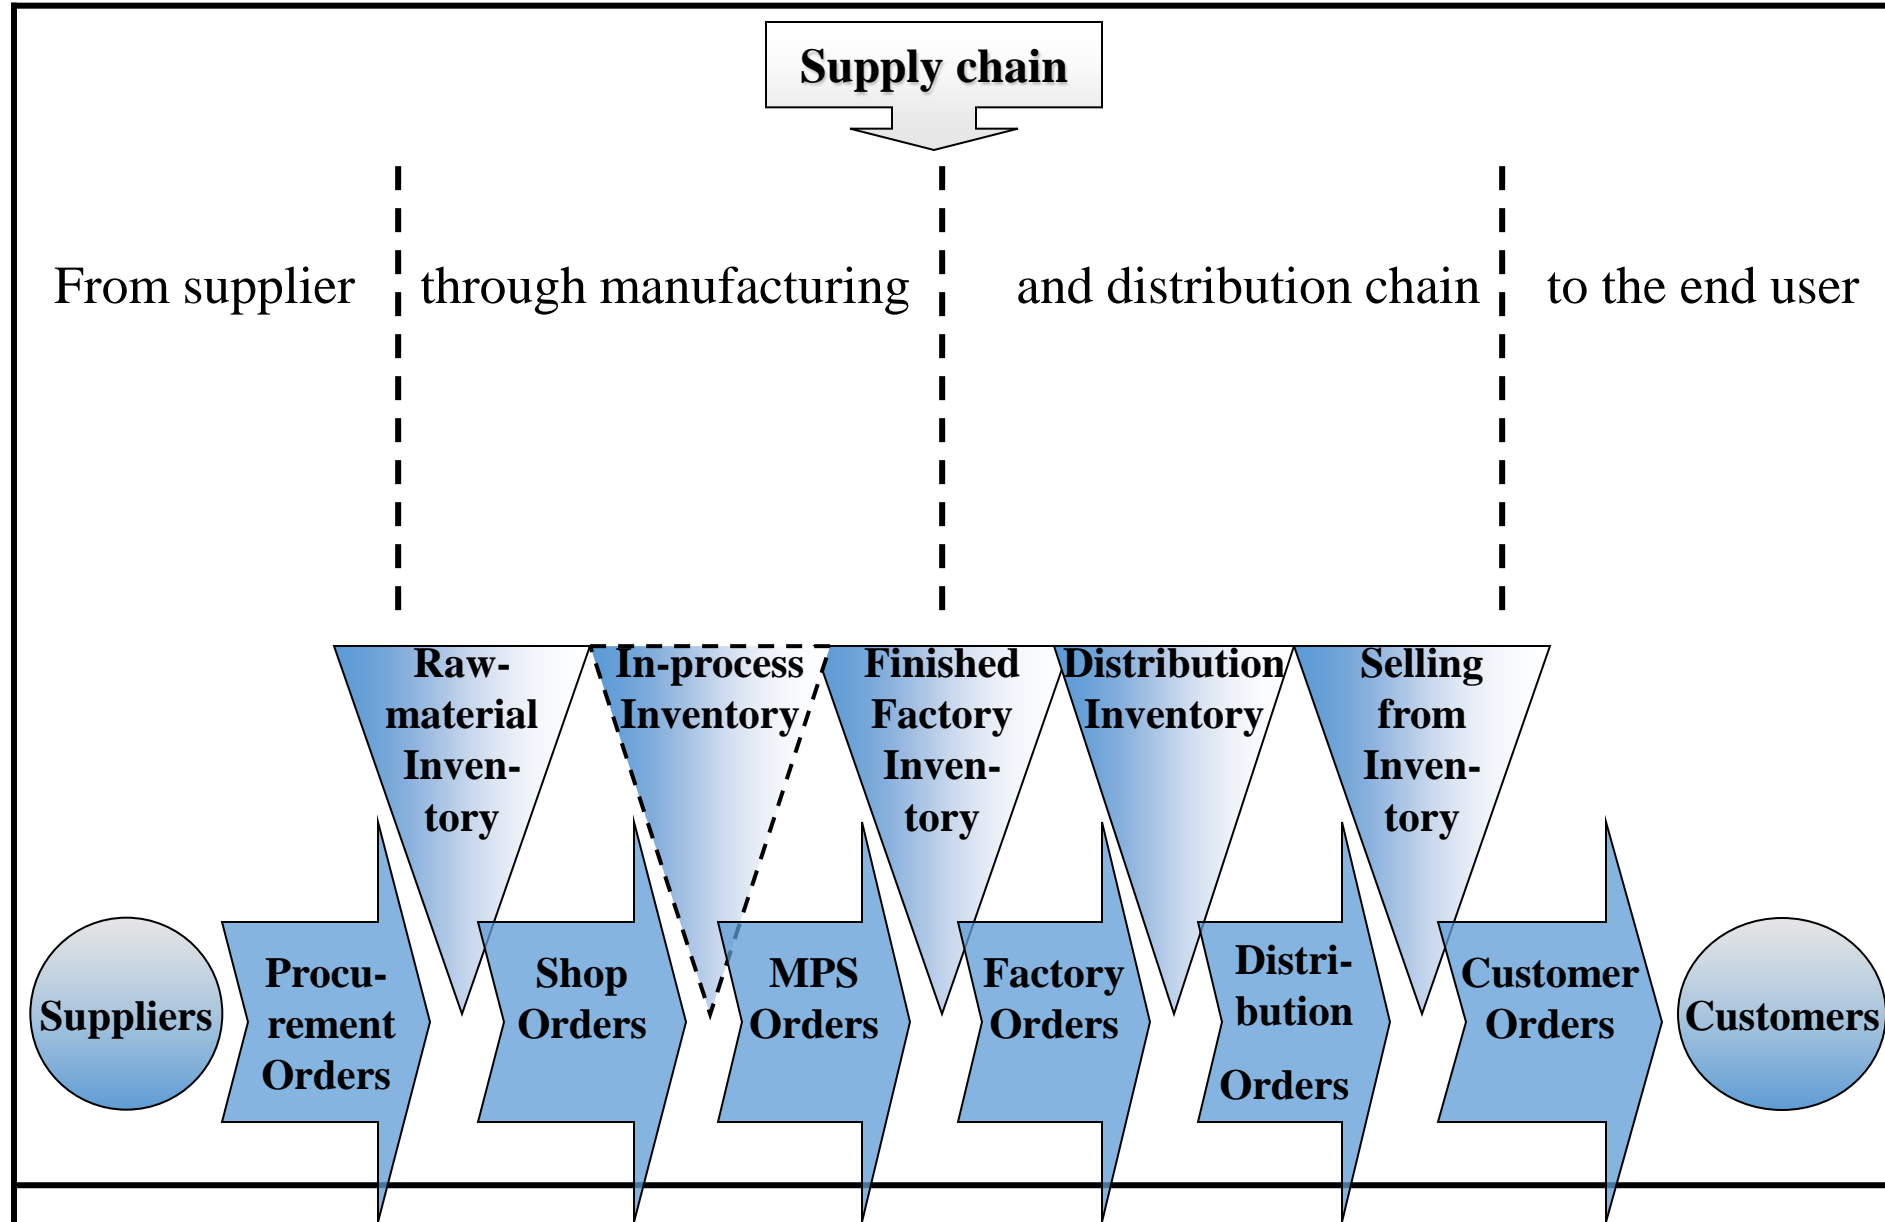 Supply chain
From supplier
through manufacturing
and distribution chain
to the end user
Raw-
material
Inven-
tory
In-process
Inventory
Finished
Factory
Inven-
tory
Distribution
Inventory
Selling
from
Inven-
tory
Suppliers
Procu-
rement
Orders
Shop
Orders
MPS
Orders
Factory
Orders
Distri-
bution
Orders
Customer
Orders
Customers